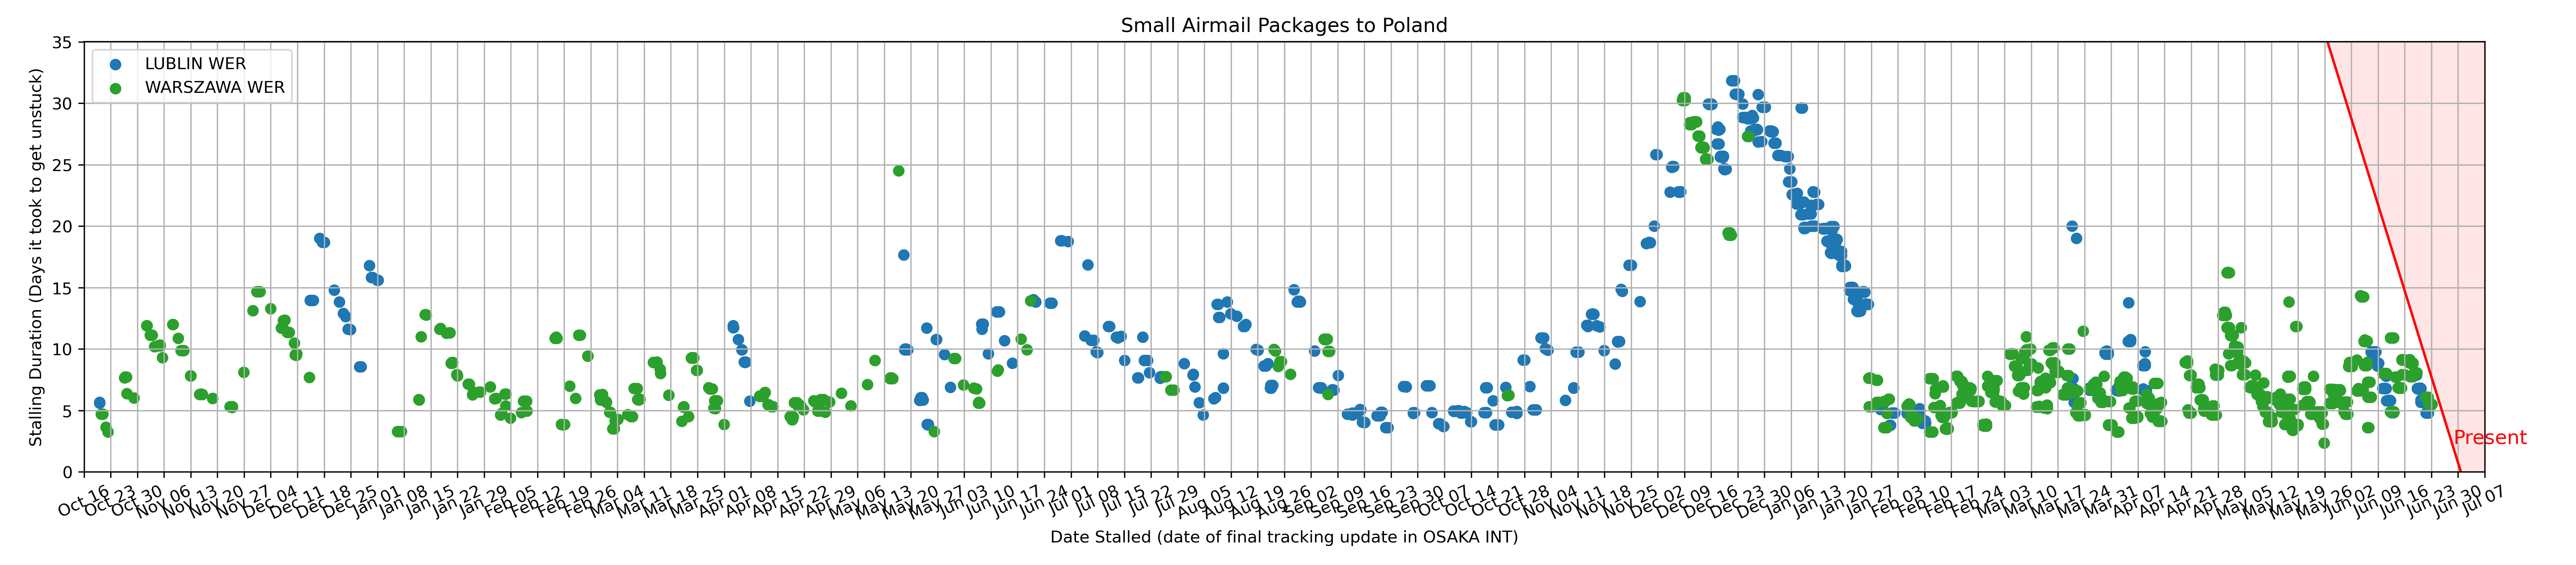 Small Airmail Packages to Poland
LUBLIN WER
WARSZAWA WER
Stalling Duration (Days it took to get unstuck)
35
30
25
20
15
10
5
0
Present
Oct 16 Oct 23 Oct 30 Nov 06 Nov 13 Nov 20 Nov 27 Dec 04 Dec 11 Dec 18 Dec 25 Jan 01 Jan 08 Jan 15 Jan 22 Jan 29 Feb 05 Feb 12 Feb 19 Feb 26 Mar 04 Mar 11 Mar 18 Mar 25 Apr 01 Apr 08 Apr 15 Apr 22 Apr 29 May 06 May 13 May 20 May 27 Jun 03 Jun 10 Jun 17 Jun 24 Jul 01 Jul 08 Jul 15 Jul 22 Jul 29 Aug 05 Aug 12 Aug 19 Aug 26 Sep 02 Sep 09 Sep 16 Sep 23 Sep 30 Oct 07 Oct 14 Oct 21 Oct 28 Nov 04 Nov 11 Nov 18 Nov 25 Dec 02 Dec 09 Dec 16 Dec 23 Dec 30 Jan 06 Jan 13 Jan 20 Jan 27 Feb 03 Feb 10 Feb 17 Feb 24 Mar 03 Mar 10 Mar 17 Mar 24 Mar 31 Apr 07 Apr 14 Apr 21 Apr 28 May 05 May 12 May 19 May 26 Jun 02 Jun 09 Jun 16 Jun 23 Jun 30 Jul 07
Date Stalled (date of final tracking update in OSAKA INT)